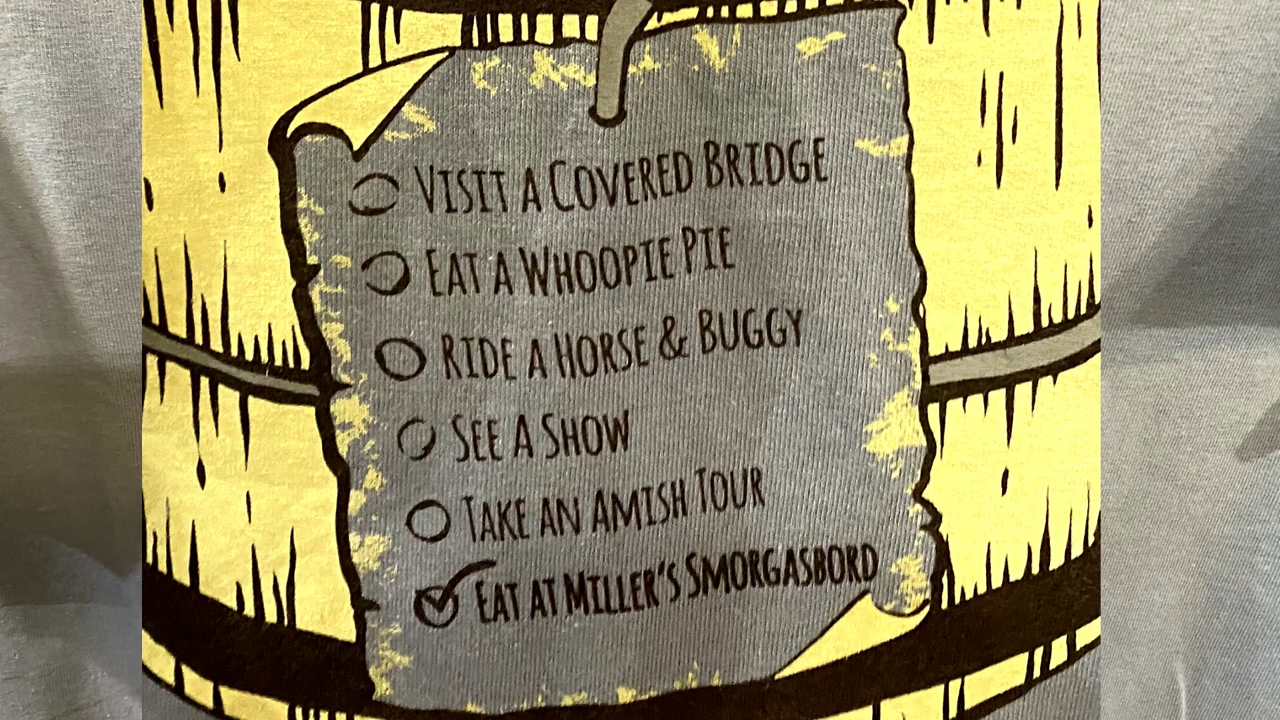 Visit a Covered Bridge
Eat a Whoopie Pie
Ride a Horse & Buggy
See A Show
Take an Amish Tour
Eat at Miller's Smorgasbord